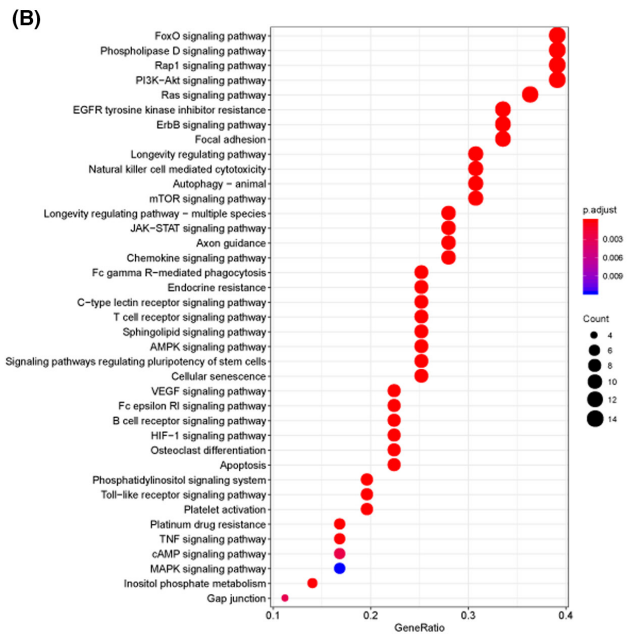 (B)
FoxO signaling pathway
Phospholipase D signaling pathway
Rap1 signaling pathway
PI3K−Akt signaling pathway
Ras signaling pathway
EGFR tyrosine kinase inhibitor resistance
ErbB signaling pathway
Focal adhesion
Longevity regulating pathway
Natural killer cell mediated cytotoxicity
Autophagy − animal
mTOR signaling pathway
Longevity regulating pathway − multiple species
JAK−STAT signaling pathway
Axon guidance
Chemokine signaling pathway
Fc gamma R−mediated phagocytosis
Endocrine resistance
C−type lectin receptor signaling pathway
T cell receptor signaling pathway
Sphingolipid signaling pathway
AMPK signaling pathway
Signaling pathways regulating pluripotency of stem cells
Cellular senescence
VEGF signaling pathway
Fc epsilon RI signaling pathway
B cell receptor signaling pathway
HIF−1 signaling pathway
Osteoclast differentiation
Apoptosis
Phosphatidylinositol signaling system
Toll−like receptor signaling pathway
Platelet activation
Platinum drug resistance
TNF signaling pathway
cAMP signaling pathway
MAPK signaling pathway
Inositol phosphate metabolism
Gap junction
0.1 0.2 0.3 0.4
GeneRatio
p.adjust
0.003
0.006
0.009
Count
4
6
8
10
12
14